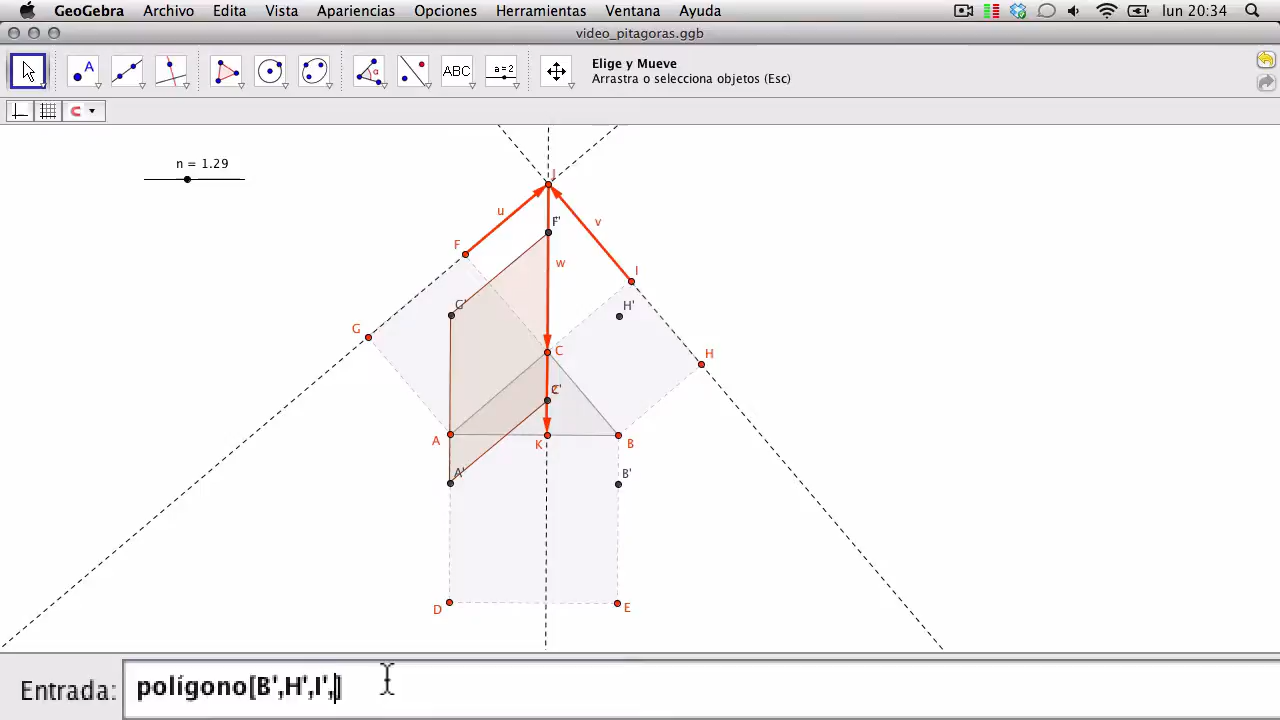 GeoGebra Archivo Edita Vista Apariencias Opciones Herramientas Ventana Ayuda lun 20:34
video_pitagoras.ggb
A ABC a=2 Elige y Mueve
Arrastra o selecciona objetos (Esc)
n = 1.29
J
u F' v
F
w I
G' H'
G
C H
C'
A K B
A' B'
D E
Entrada: polígono[B',H',I',]